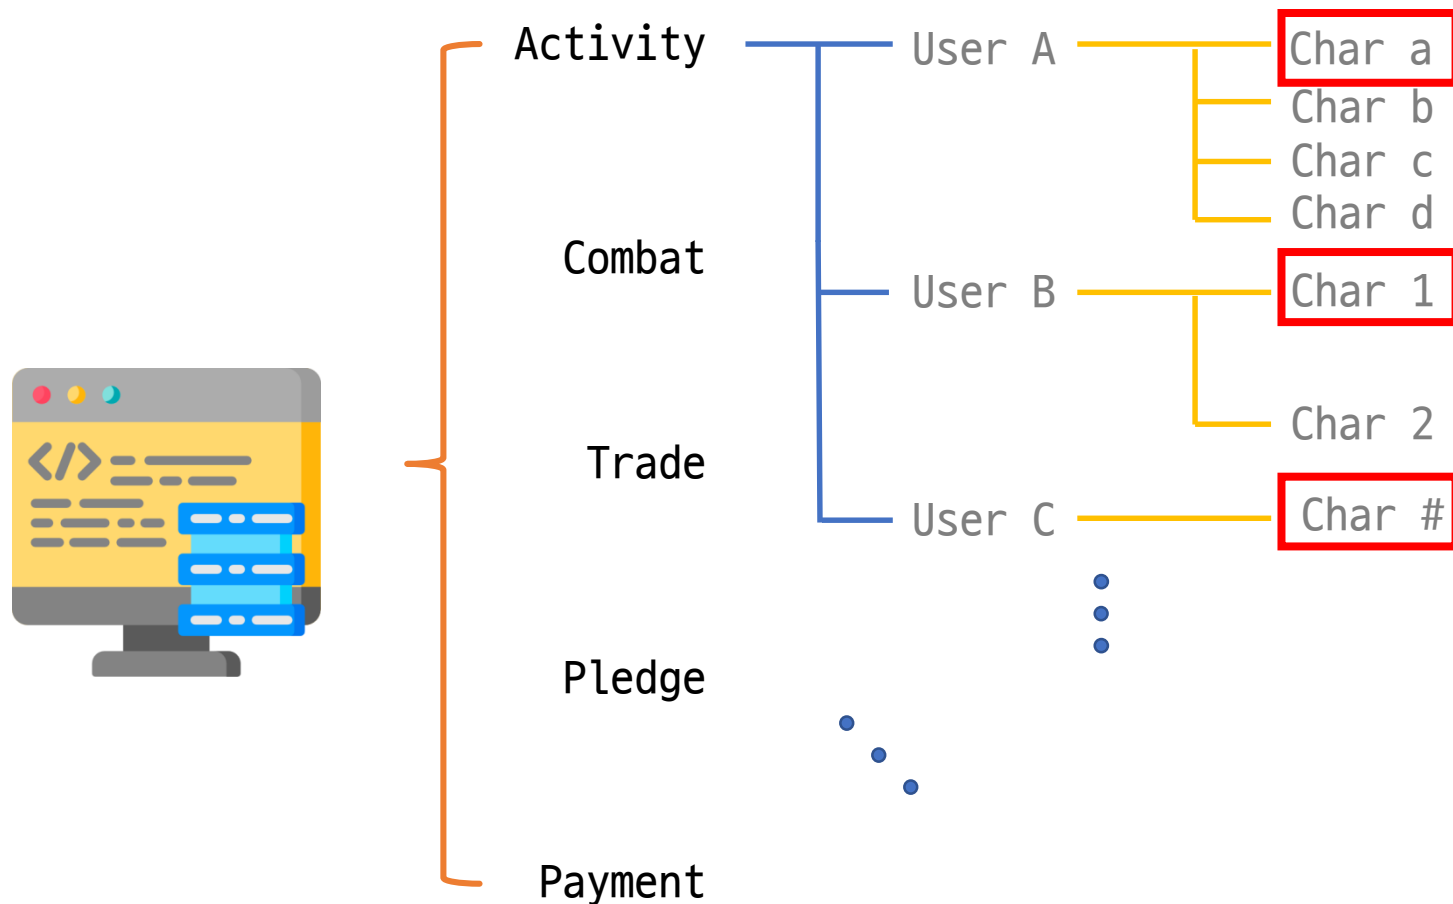 Activity
Combat
Trade
Pledge
Payment
User A
User B
User C
Char a
Char b
Char c
Char d
Char 1
Char 2
Char #
</>